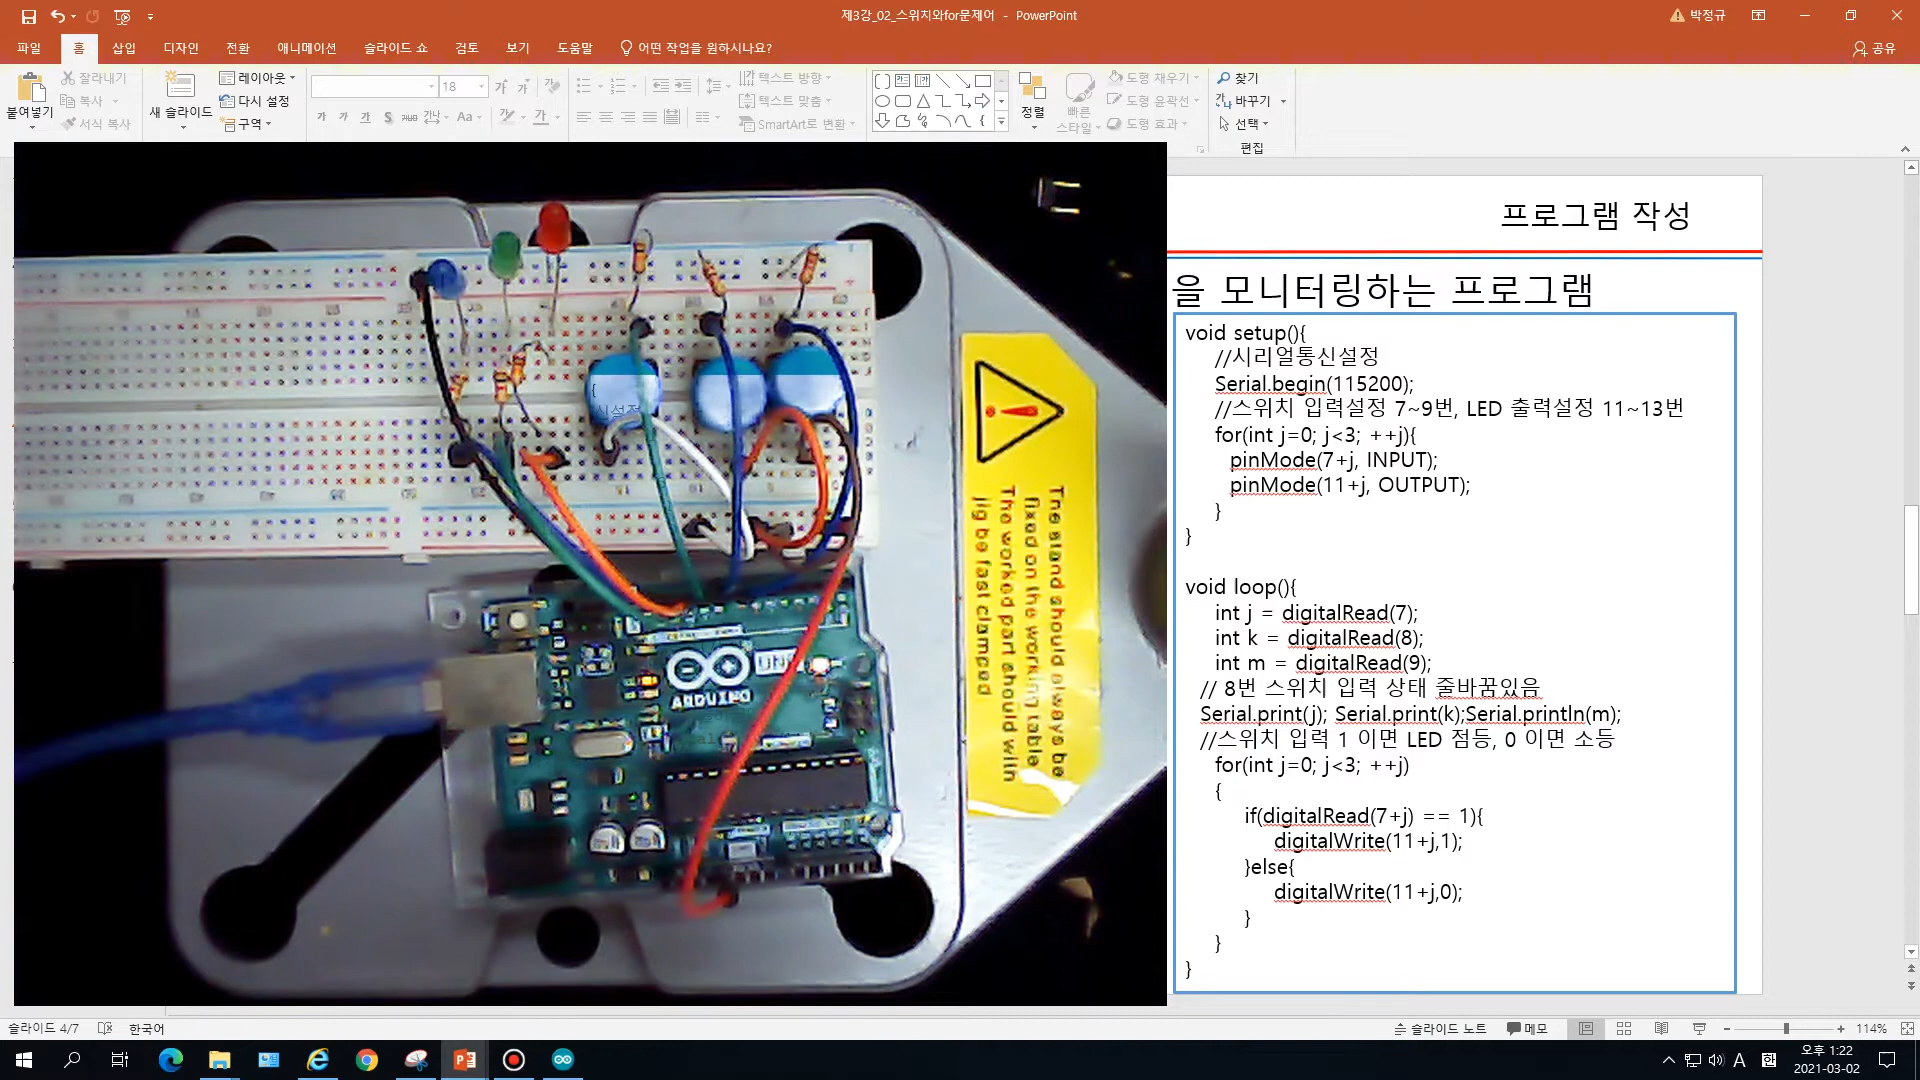 제3강_02_스위치와for문제어 - PowerPoint
박정규
파일 홈 삽입 디자인 전환 애니메이션 슬라이드 쇼 검토 보기 도움말 어떤 작업을 원하시나요?
공유
붙여넣기
잘라내기
복사
서식 복사
새 슬라이드
레이아웃
다시 설정
구역
18
텍스트 방향
텍스트 맞춤
SmartArt로 변환
정렬
빠른 스타일
도형 채우기
도형 윤곽선
도형 효과
찾기
바꾸기
선택
편집
프로그램 작성
을 모니터링하는 프로그램
void setup(){
//시리얼통신설정
Serial.begin(115200);
//스위치 입력설정 7~9번, LED 출력설정 11~13번
for(int j=0; j<3; ++j){
pinMode(7+j, INPUT);
pinMode(11+j, OUTPUT);
}
}
void loop(){
int j = digitalRead(7);
int k = digitalRead(8);
int m = digitalRead(9);
// 8번 스위치 입력 상태 줄바꿈있음
Serial.print(j); Serial.print(k);Serial.println(m);
//스위치 입력 1 이면 LED 점등, 0 이면 소등
for(int j=0; j<3; ++j)
{
if(digitalRead(7+j) == 1){
digitalWrite(11+j,1);
}else{
digitalWrite(11+j,0);
}
}
}
{
신설정
The stand should always be
fixed on the working table
The worked part should with
jig be fast clamped
UNO
ARDUINO
슬라이드 4/7
한국어
슬라이드 노트
메모
114%
A
한
오후 1:22
2021-03-02